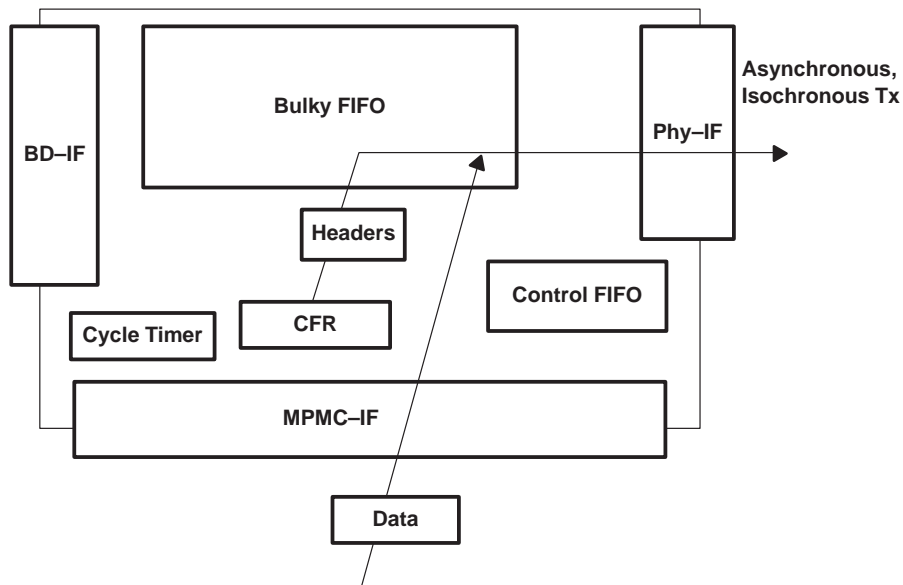 Bulky FIFO
Asynchronous,
Isochronous Tx
BD–IF
Phy–IF
Headers
Control FIFO
CFR
Cycle Timer
MPMC–IF
Data